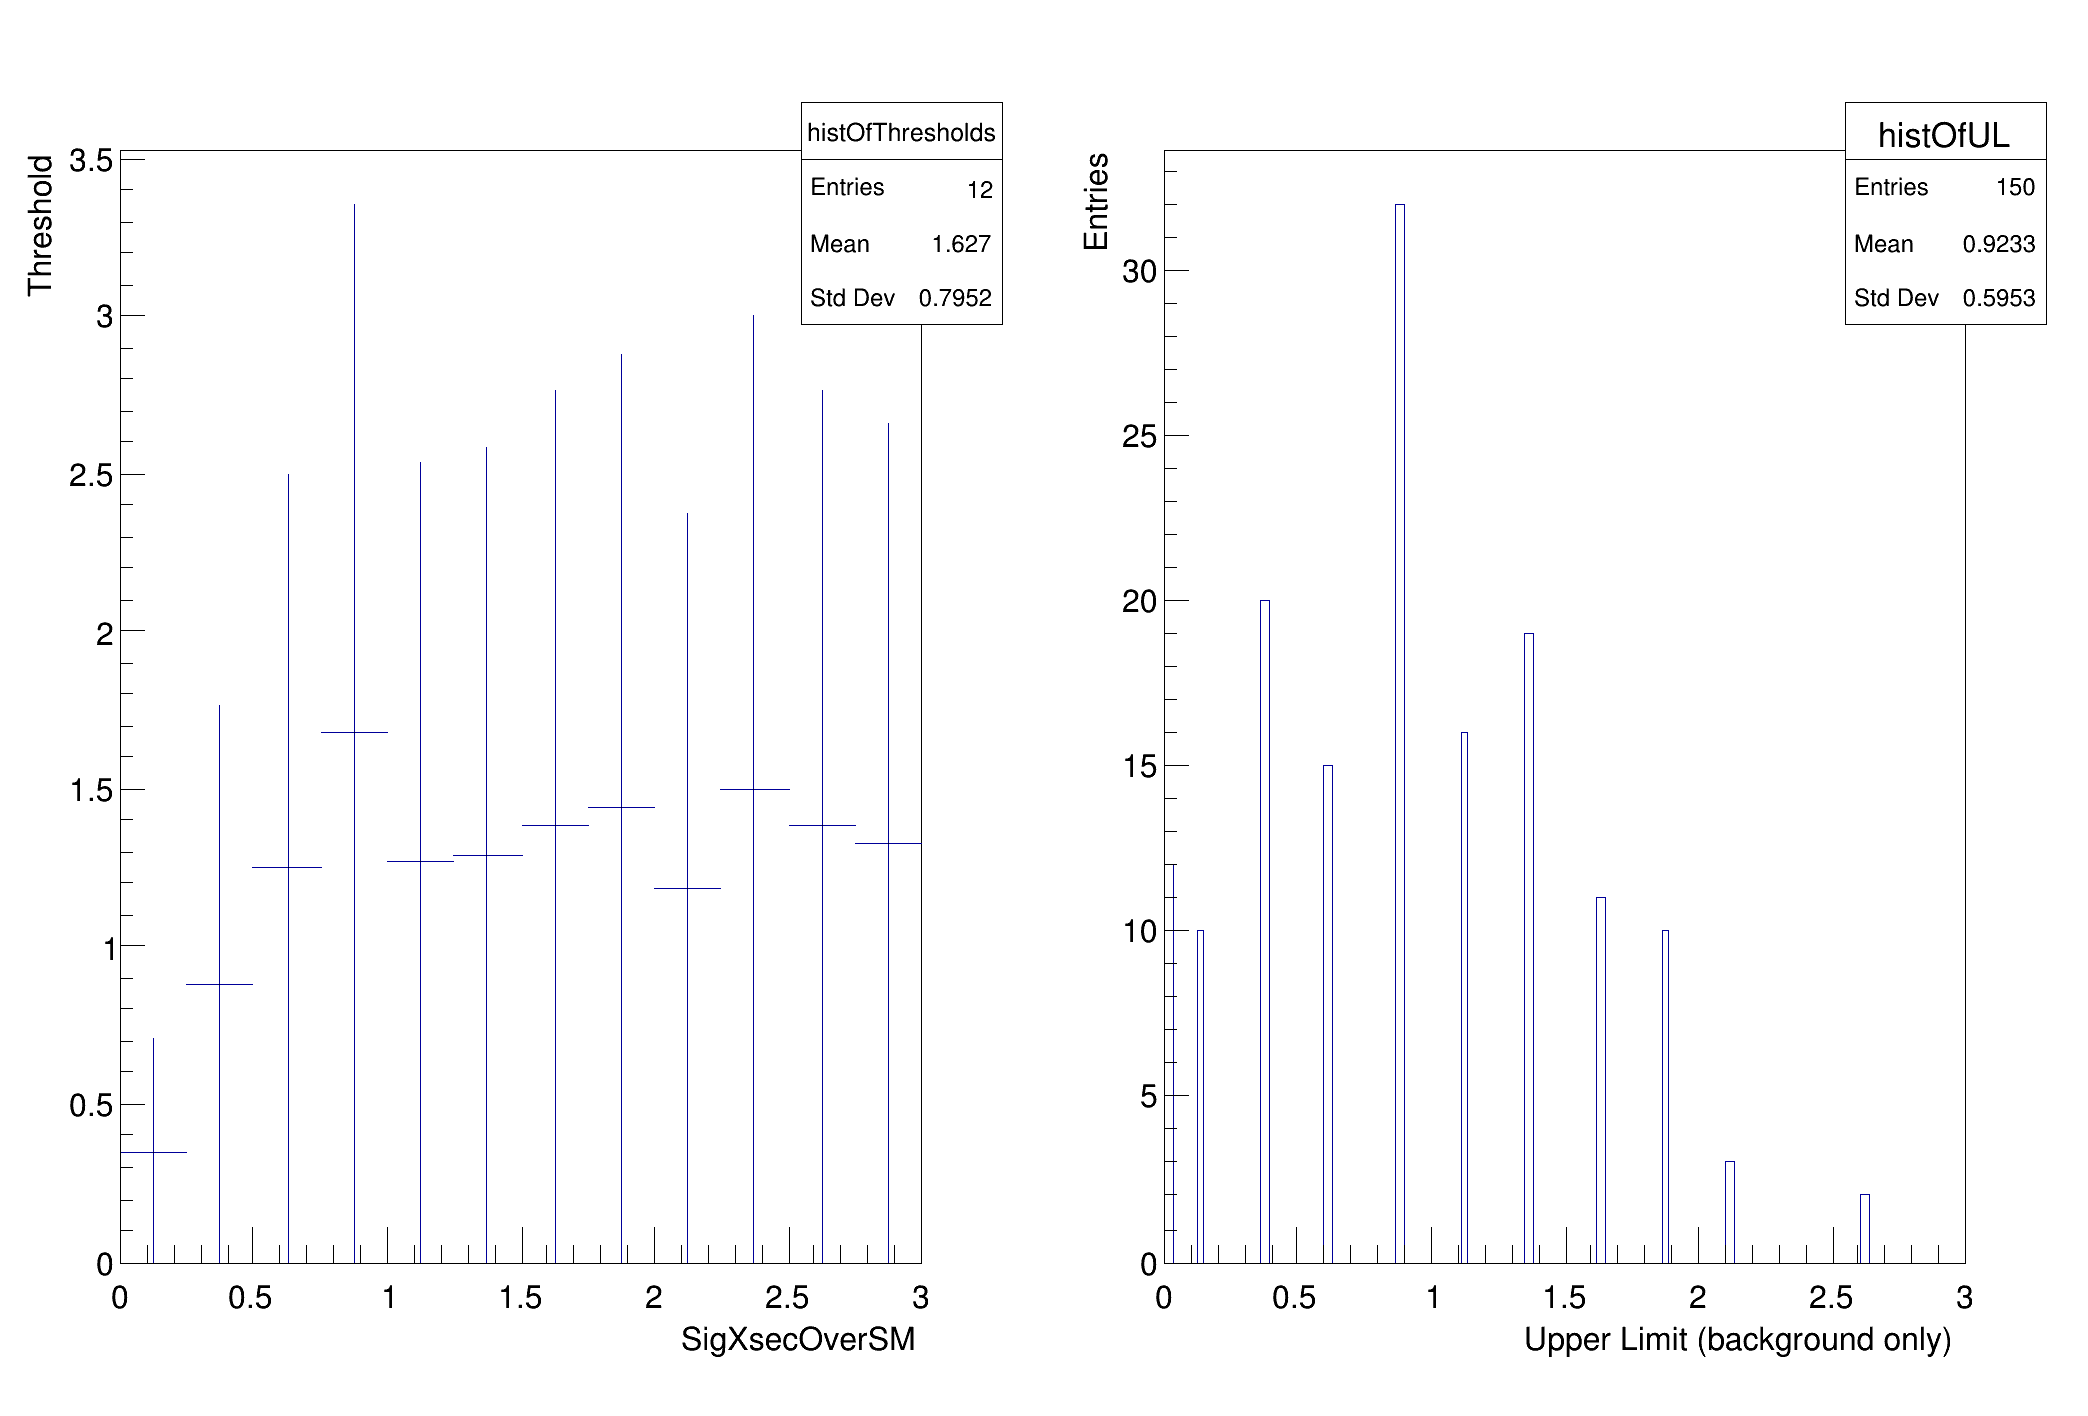 histOfThresholds
Entries 12
Mean 1.627
Std Dev 0.7952
Threshold
3.5
3
2.5
2
1.5
1
0.5
0
0 0.5 1 1.5 2 2.5 3
SigXsecOverSM
histOfUL
Entries 150
Mean 0.9233
Std Dev 0.5953
Entries
30
25
20
15
10
5
0
0 0.5 1 1.5 2 2.5 3
Upper Limit (background only)